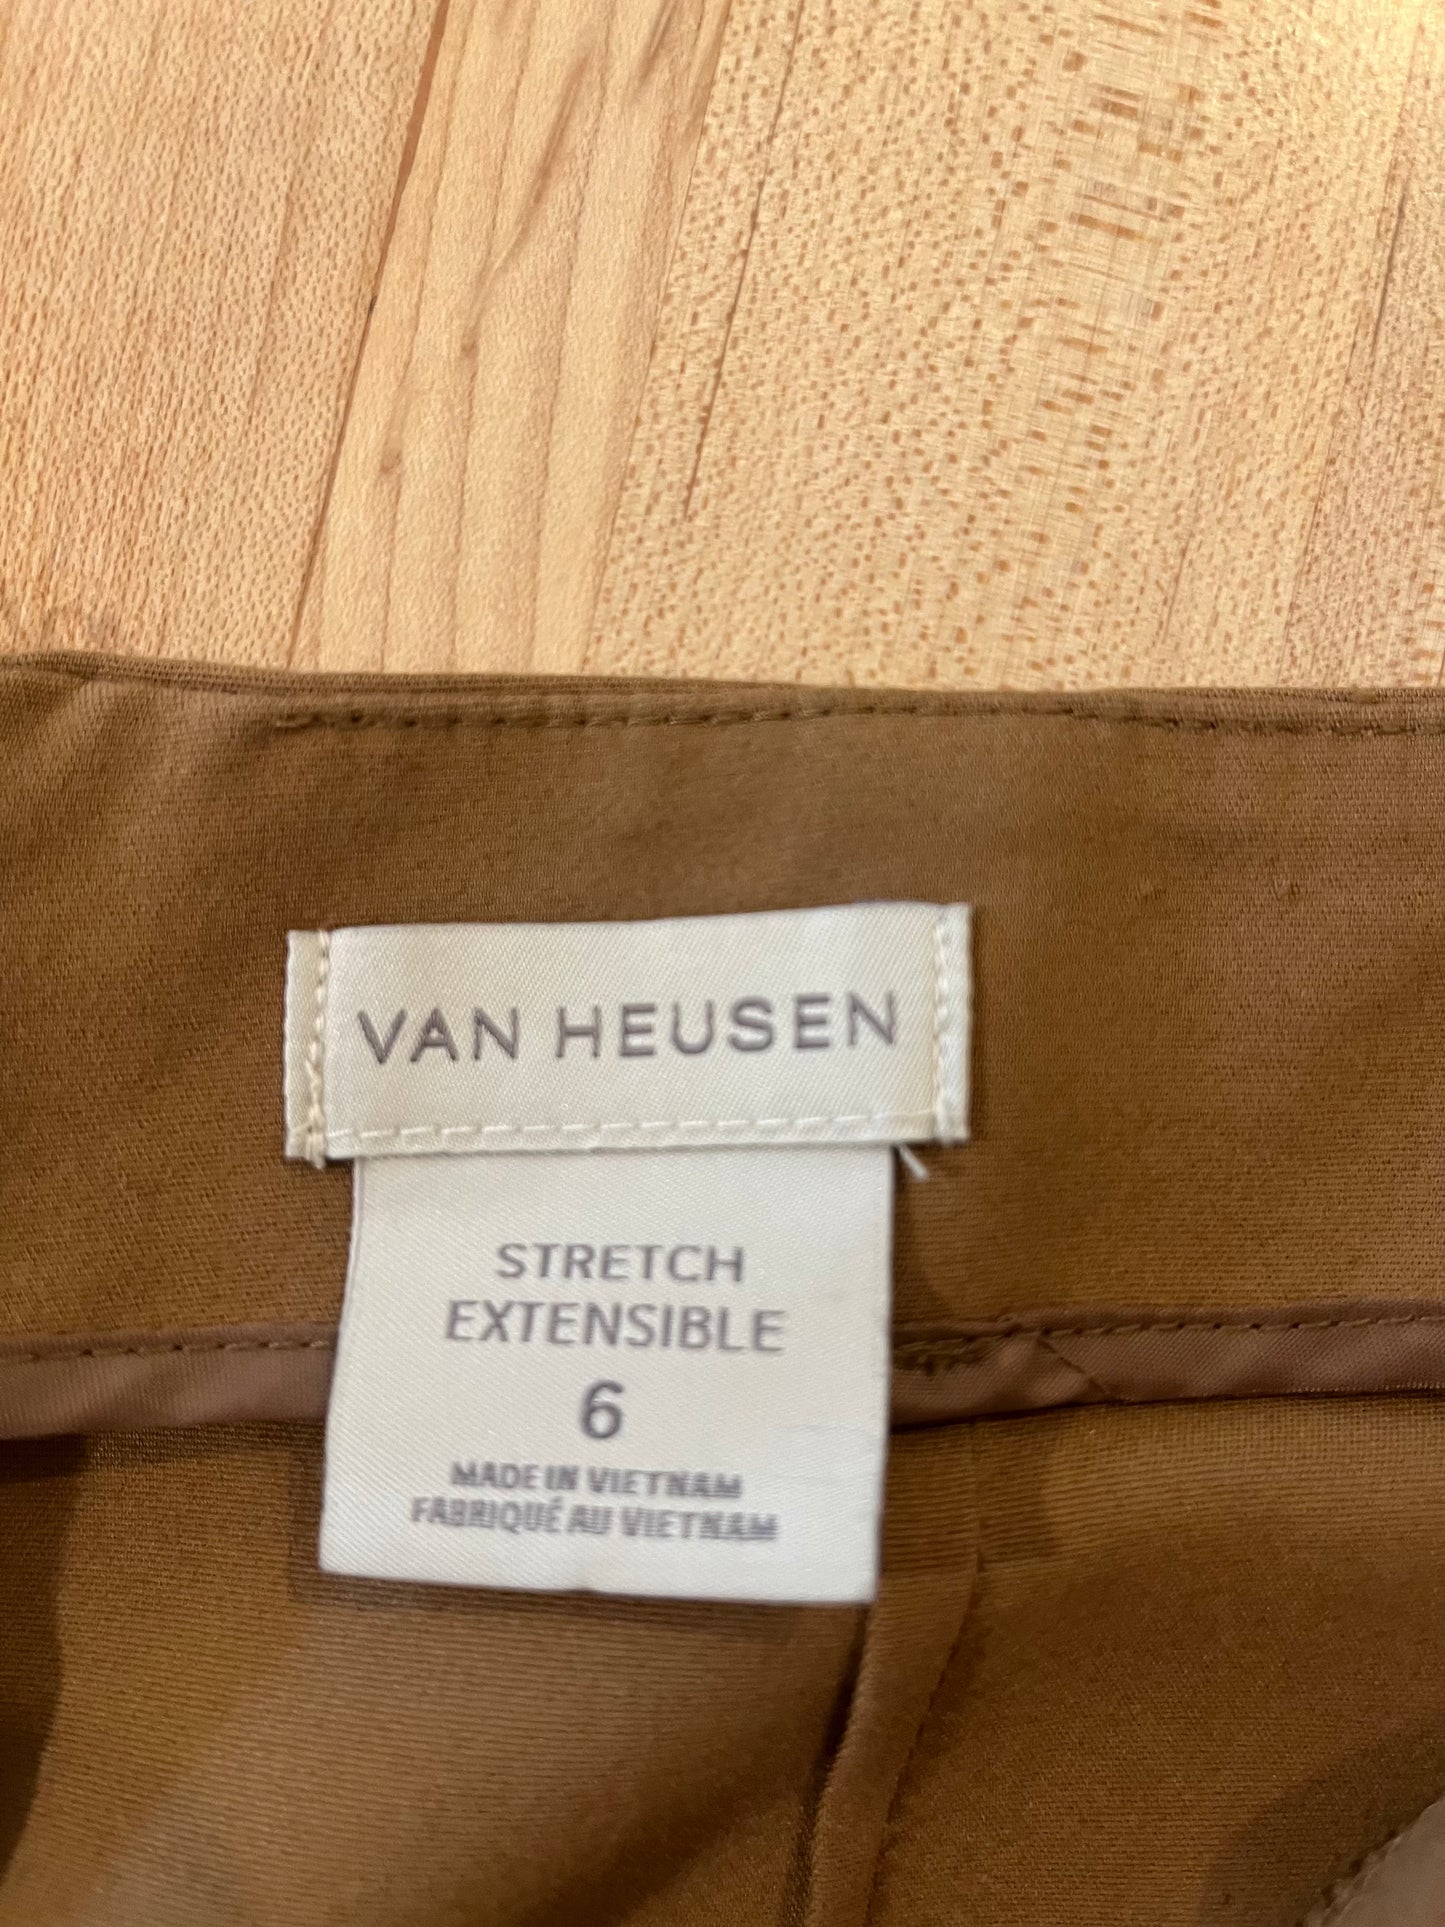 VAN HEUSEN
STRETCH
EXTENSIBLE
6
MADE IN VIETNAM
FABRIQUÉ AU VIETNAM